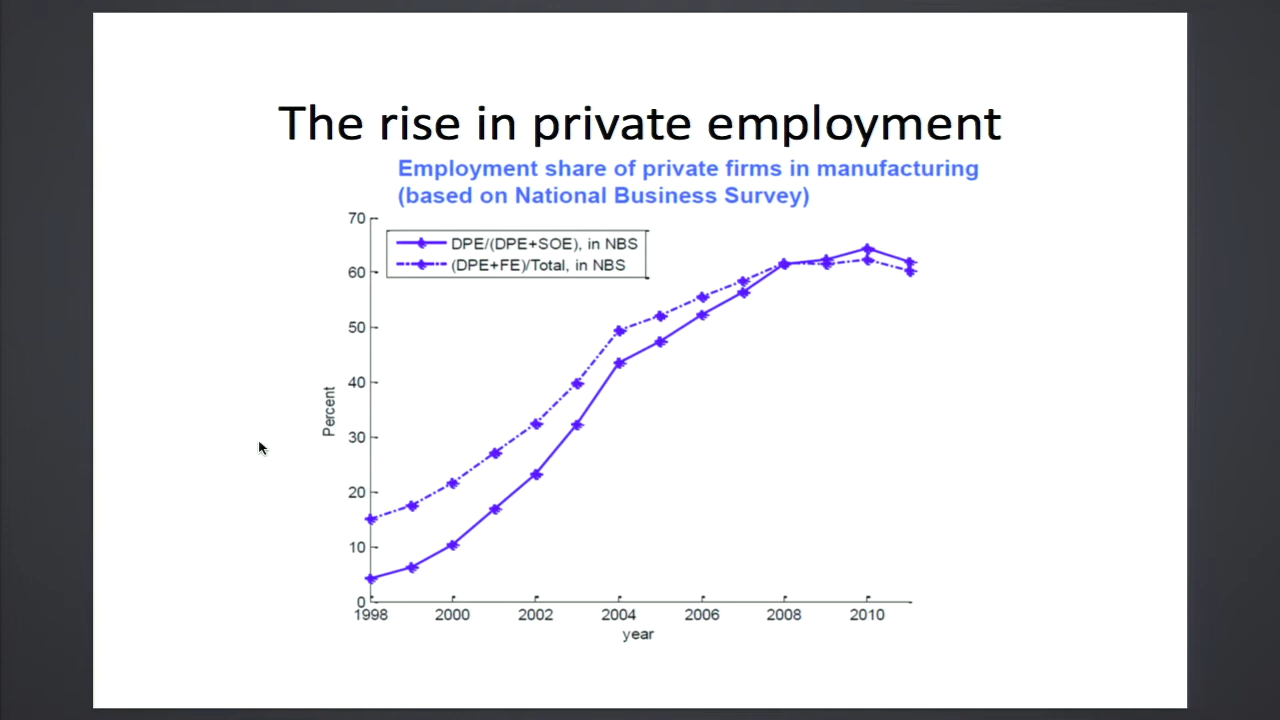 The rise in private employment
Employment share of private firms in manufacturing
(based on National Business Survey)
DPE/(DPE+SOE), in NBS
(DPE+FE)/Total, in NBS
70
60
50
40
30
20
10
0
Percent
1998 2000 2002 2004 2006 2008 2010
year